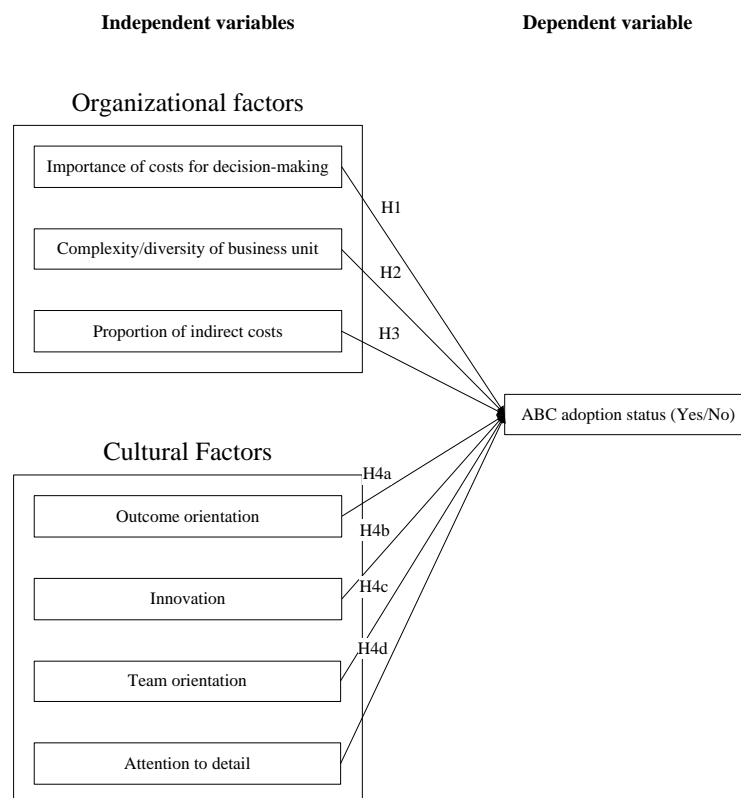 Independent variables
Dependent variable
Organizational factors
Importance of costs for decision-making
H1
Complexity/diversity of business unit
H2
Proportion of indirect costs
H3
ABC adoption status (Yes/No)
Cultural Factors
H4a
Outcome orientation
H4b
Innovation
H4c
H4d
Team orientation
Attention to detail